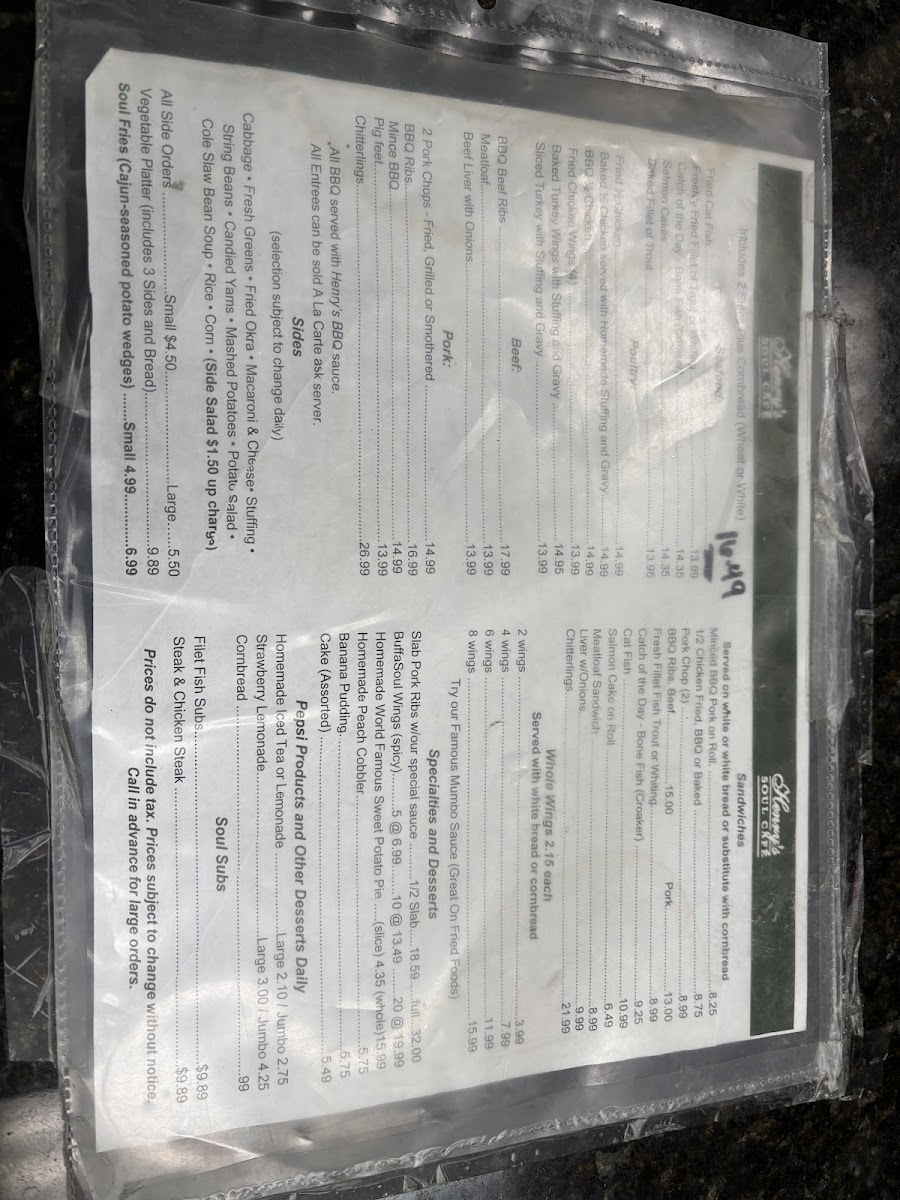 Henry's
SOUL CAFE
Includes 2 Sides Cornbread (Wheat or White)
16.49
Fried Cat Fish
Freshly Fried Fillet of Trout 13.99
Catch of the Day 14.35
Salmon Cakes 14.35
Baked Fillet of Trout 13.95
Poultry
Fried ½ Chicken 14.99
Baked ½ Chicken served with Homemade Stuffing and Gravy 14.99
BBQ ½ Chicken 14.99
Fried Chicken Wings (4) 13.99
Baked Turkey Wings with Stuffing and Gravy 14.95
Sliced Turkey with Stuffing and Gravy 13.99
Beef:
BBQ Beef Ribs 17.99
Meatloaf 13.99
Beef Liver with Onions 13.99
Pork:
2 Pork Chops - Fried, Grilled or Smothered 14.99
BBQ Ribs 16.99
Mince BBQ 14.99
Pig feet 13.99
Chitterlings 26.99
All BBQ served with Henry's BBQ sauce.
All Entrees can be sold A La Carte ask server.
(selection subject to change daily)
Sides
Cabbage • Fresh Greens • Fried Okra • Macaroni & Cheese • Stuffing •
String Beans • Candied Yams • Mashed Potatoes • Potato Salad •
Cole Slaw Bean Soup • Rice • Corn • (Side Salad $1.50 up charge)
All Side Orders Small $4.50 Large 5.50
Vegetable Platter (includes 3 Sides and Bread) 9.89
Soul Fries (Cajun-seasoned potato wedges) Small 4.99 6.99
Henry's
SOUL CAFE
Sandwiches
Served on white or white bread or substitute with cornbread
Minced BBQ Pork on Roll 8.25
1/2 Chicken Fried, BBQ or Baked 8.75
Pork Chop (2) 8.99
BBQ Ribs, Beef 15.00 Pork 13.00
Fresh Fillet Fish Trout or Whiting 8.99
Catch of the Day - Bone Fish (Croaker) 9.25
Cat Fish 10.99
Salmon Cake on Roll 6.49
Meatloaf Sandwich 8.99
Liver w/Onions 9.99
Chitterlings 21.99
Whole Wings 2.15 each
Served with white bread or cornbread
2 wings 3.99
4 wings 7.99
6 wings 11.99
8 wings 15.99
Try our Famous Mumbo Sauce (Great On Fried Foods)
Specialties and Desserts
Slab Pork Ribs w/our special sauce 1/2 Slab 18.59 full 32.00
BuffaSoul Wings (spicy) 5 @ 6.99 10 @ 13.49 20 @ 19.99
Homemade World Famous Sweet Potato Pie (slice) 4.35 (whole)15.99
Homemade Peach Cobbler 5.75
Banana Pudding 5.75
Cake (Assorted) 5.49
Pepsi Products and Other Desserts Daily
Homemade Iced Tea or Lemonade Large 2.10 / Jumbo 2.75
Strawberry Lemonade Large 3.00 / Jumbo 4.25
Cornbread .99
Soul Subs
Filet Fish Subs $9.89
Steak & Chicken Steak $9.89
Prices do not include tax. Prices subject to change without notice.
Call in advance for large orders.